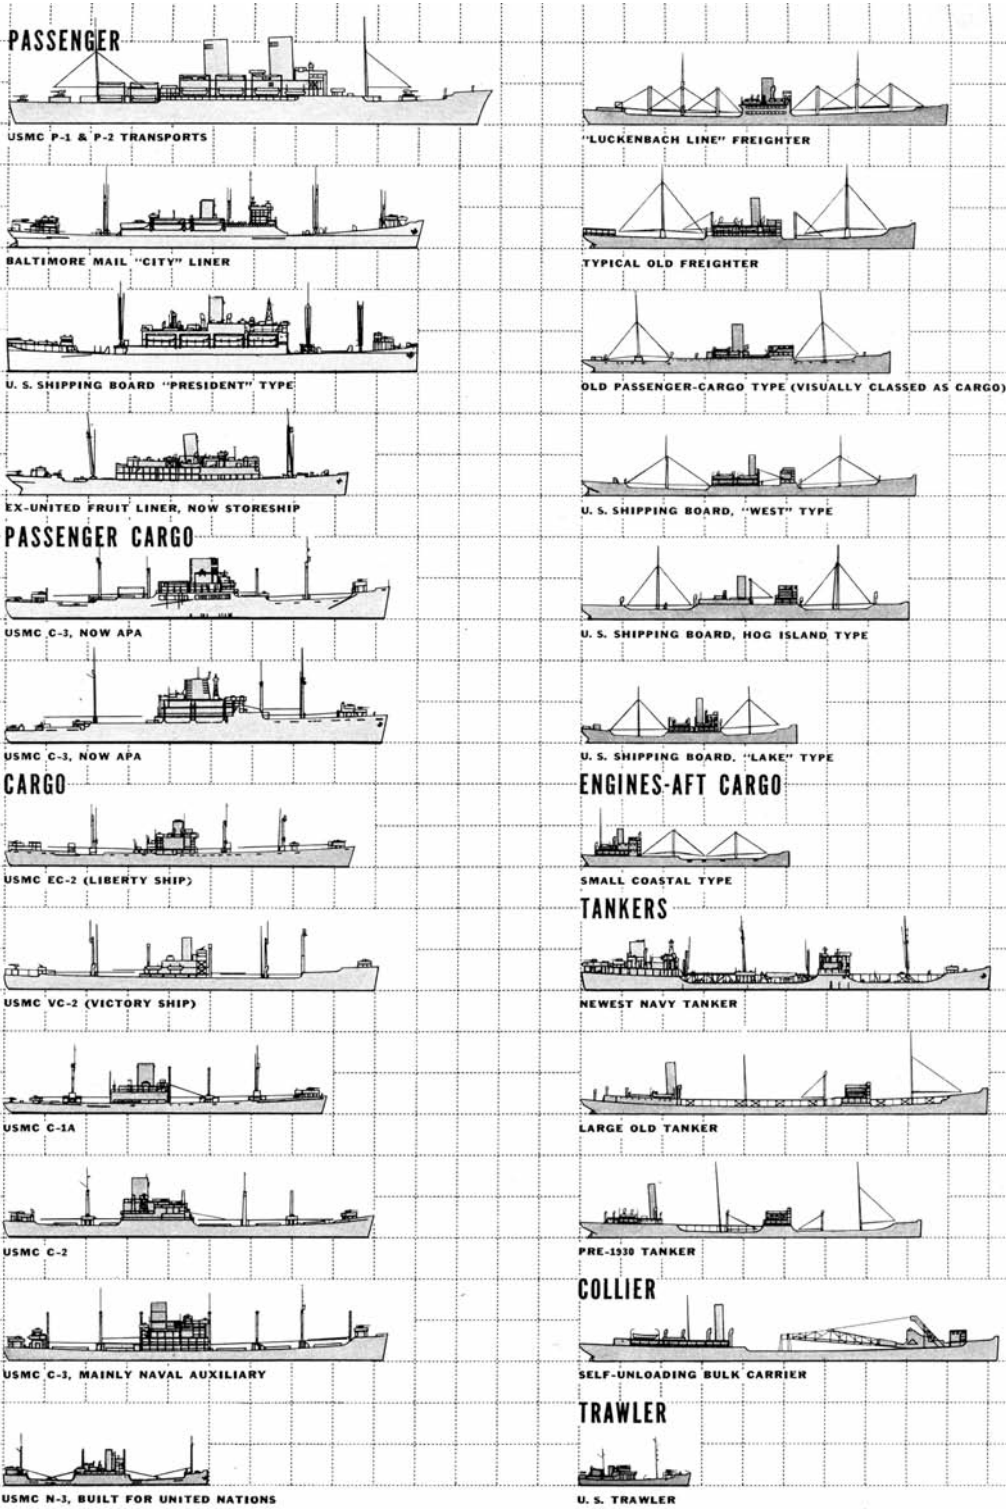 PASSENGER
USMC P-1 & P-2 TRANSPORTS
BALTIMORE MAIL "CITY" LINER
U. S. SHIPPING BOARD "PRESIDENT" TYPE
EX-UNITED FRUIT LINER, NOW STORESHIP
PASSENGER CARGO
USMC C-3, NOW APA
USMC C-3, NOW APA
CARGO
USMC EC-2 (LIBERTY SHIP)
USMC VC-2 (VICTORY SHIP)
USMC C-1A
USMC C-2
USMC C-3, MAINLY NAVAL AUXILIARY
USMC N-3, BUILT FOR UNITED NATIONS
"LUCKENBACH LINE" FREIGHTER
TYPICAL OLD FREIGHTER
OLD PASSENGER-CARGO TYPE (VISUALLY CLASSED AS CARGO)
U. S. SHIPPING BOARD, "WEST" TYPE
U. S. SHIPPING BOARD, HOG ISLAND TYPE
U. S. SHIPPING BOARD. "LAKE" TYPE
ENGINES-AFT CARGO
SMALL COASTAL TYPE
TANKERS
NEWEST NAVY TANKER
LARGE OLD TANKER
PRE-1930 TANKER
COLLIER
SELF-UNLOADING BULK CARRIER
TRAWLER
U. S. TRAWLER